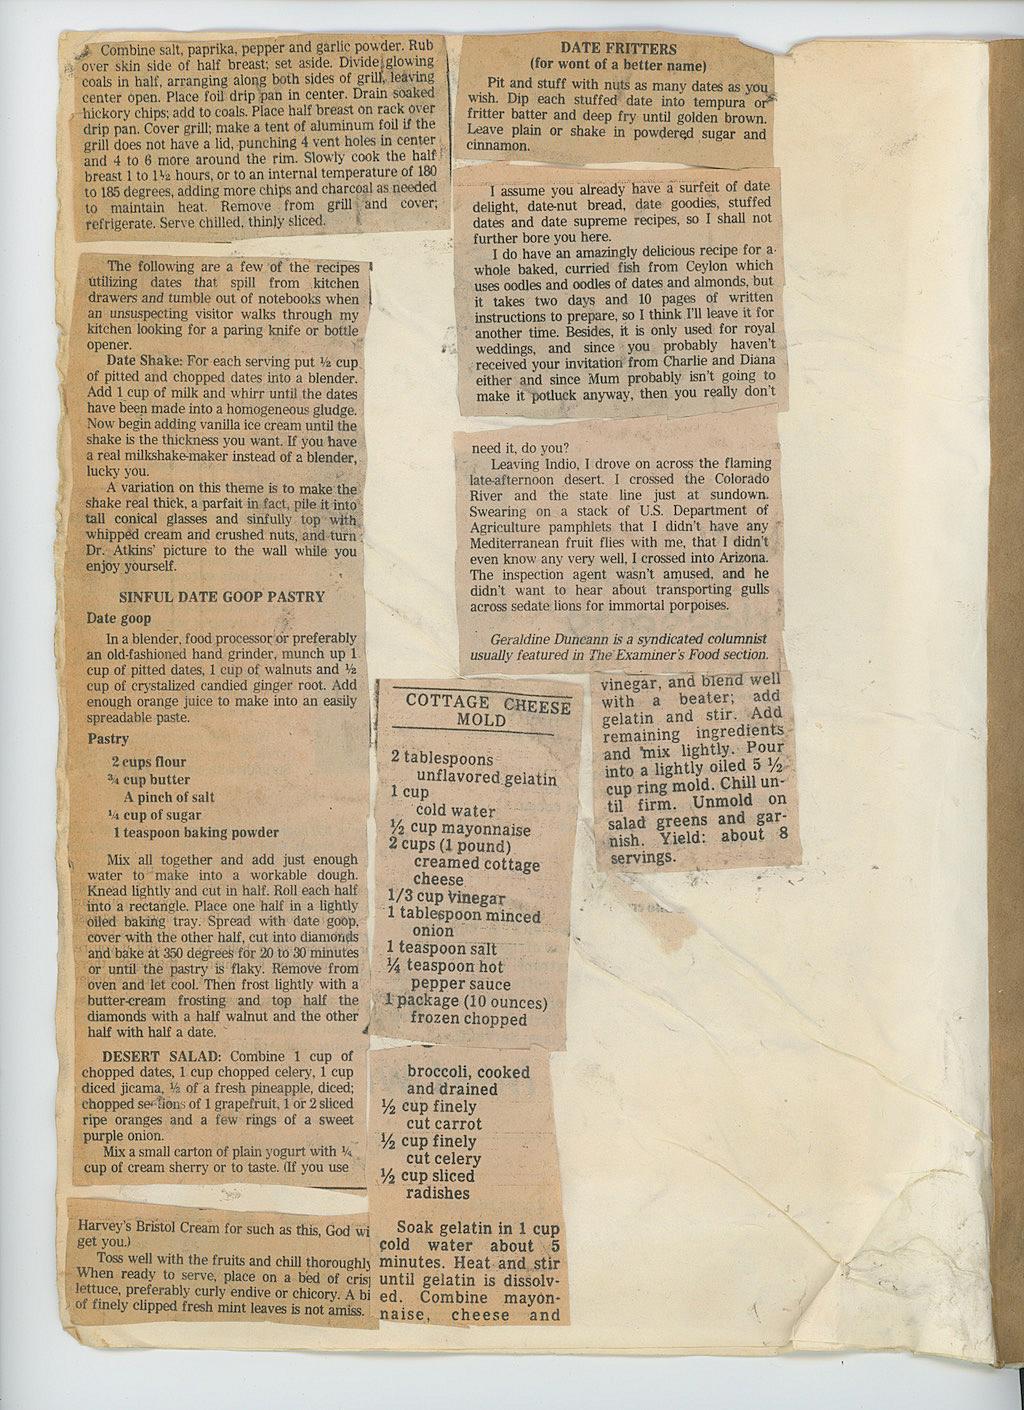 Combine salt, paprika, pepper and garlic powder. Rub
over skin side of half breast; set aside. Divide glowing
coals in half, arranging along both sides of grill, leaving
center open. Place foil drip pan in center. Drain soaked
hickory chips; add to coals. Place half breast on rack over
drip pan. Cover grill; make a tent of aluminum foil if the
grill does not have a lid, punching 4 vent holes in center
and 4 to 6 more around the rim. Slowly cook the half
breast 1 to 1½ hours, or to an internal temperature of 180
to 185 degrees, adding more chips and charcoal as needed
to maintain heat. Remove from grill and cover;
refrigerate. Serve chilled, thinly sliced.
The following are a few of the recipes
utilizing dates that spill from kitchen
drawers and tumble out of notebooks when
an unsuspecting visitor walks through my
kitchen looking for a paring knife or bottle
opener.
Date Shake: For each serving put ½ cup
of pitted and chopped dates into a blender.
Add 1 cup of milk and whirr until the dates
have been made into a homogeneous gludge.
Now begin adding vanilla ice cream until the
shake is the thickness you want. If you have
a real milkshake-maker instead of a blender,
lucky you.
A variation on this theme is to make the
shake real thick, a parfait in fact, pile it into
tall conical glasses and sinfully top with
whipped cream and crushed nuts, and turn
Dr. Atkins' picture to the wall while you
enjoy yourself.
SINFUL DATE GOOP PASTRY
Date goop
In a blender, food processor or preferably
an old-fashioned hand grinder, munch up 1
cup of pitted dates, 1 cup of walnuts and ½
cup of crystalized candied ginger root. Add
enough orange juice to make into an easily
spreadable paste.
Pastry
2 cups flour
¾ cup butter
A pinch of salt
¼ cup of sugar
1 teaspoon baking powder
Mix all together and add just enough
water to make into a workable dough.
Knead lightly and cut in half. Roll each half
into a rectangle. Place one half in a lightly
oiled baking tray. Spread with date goop,
cover with the other half, cut into diamonds
and bake at 350 degrees for 20 to 30 minutes
or until the pastry is flaky. Remove from
oven and let cool. Then frost lightly with a
butter-cream frosting and top half the
diamonds with a half walnut and the other
half with half a date.
DESERT SALAD: Combine 1 cup of
chopped dates, 1 cup chopped celery, 1 cup
diced jicama, ½ of a fresh pineapple, diced;
chopped sections of 1 grapefruit, 1 or 2 sliced
ripe oranges and a few rings of a sweet
purple onion.
Mix a small carton of plain yogurt with ¼
cup of cream sherry or to taste. (If you use
Harvey's Bristol Cream for such as this, God wi
get you.)
Toss well with the fruits and chill thoroughly
When ready to serve, place on a bed of cris
lettuce, preferably curly endive or chicory. A bi
of finely clipped fresh mint leaves is not amiss.
DATE FRITTERS
(for wont of a better name)
Pit and stuff with nuts as many dates as you
wish. Dip each stuffed date into tempura or
fritter batter and deep fry until golden brown.
Leave plain or shake in powdered sugar and
cinnamon.
I assume you already have a surfeit of date
delight, date-nut bread, date goodies, stuffed
dates and date supreme recipes, so I shall not
further bore you here.
I do have an amazingly delicious recipe for a
whole baked, curried fish from Ceylon which
uses oodles and oodles of dates and almonds, but
it takes two days and 10 pages of written
instructions to prepare, so I think I'll leave it for
another time. Besides, it is only used for royal
weddings, and since you probably haven't
received your invitation from Charlie and Diana
either and since Mum probably isn't going to
make it potluck anyway, then you really don't
need it, do you?
Leaving Indio, I drove on across the flaming
late-afternoon desert. I crossed the Colorado
River and the state line just at sundown.
Swearing on a stack of U.S. Department of
Agriculture pamphlets that I didn't have any
Mediterranean fruit flies with me, that I didn't
even know any very well, I crossed into Arizona.
The inspection agent wasn't amused, and he
didn't want to hear about transporting gulls
across sedate lions for immortal porpoises.
Geraldine Duncann is a syndicated columnist
usually featured in The Examiner's Food section.
COTTAGE CHEESE
MOLD
2 tablespoons
unflavored gelatin
1 cup
cold water
½ cup mayonnaise
2 cups (1 pound)
creamed cottage
cheese
1/3 cup vinegar
1 tablespoon minced
onion
1 teaspoon salt
¼ teaspoon hot
pepper sauce
1 package (10 ounces)
frozen chopped
broccoli, cooked
and drained
½ cup finely
cut carrot
½ cup finely
cut celery
½ cup sliced
radishes
Soak gelatin in 1 cup
cold water about 5
minutes. Heat and stir
until gelatin is dissolv-
ed. Combine mayon-
naise, cheese and
vinegar, and blend well
with a beater; add
gelatin and stir. Add
remaining ingredients
and mix lightly. Pour
into a lightly oiled 5 ½-
cup ring mold. Chill un-
til firm. Unmold on
salad greens and gar-
nish. Yield: about 8
servings.